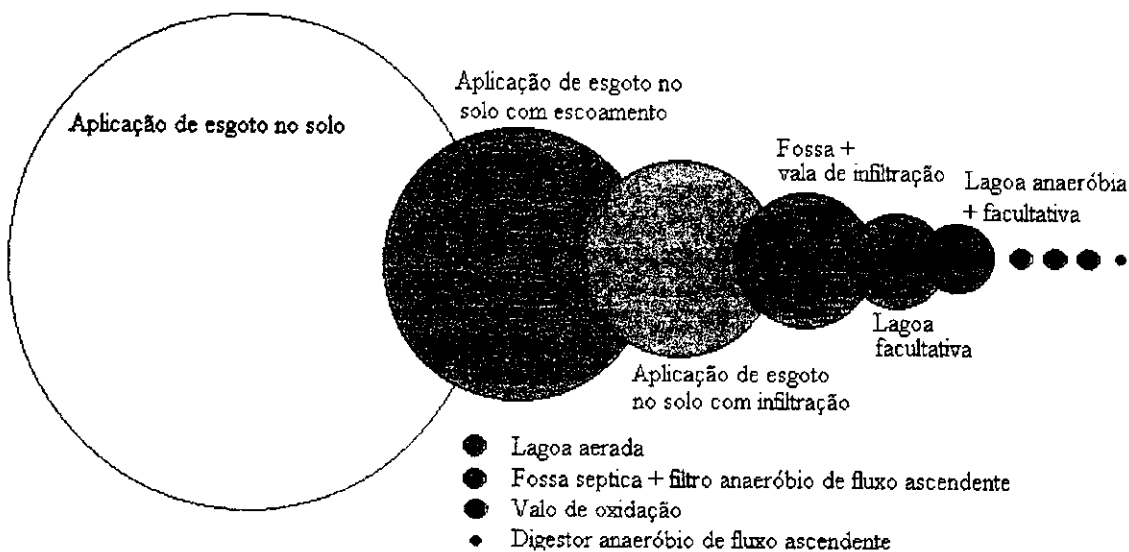 Aplicação de esgoto no solo
Aplicação de esgoto no
solo com escoamento
Fossa +
vala de infiltração
Lagoa anaeróbia
+ facultativa
Lagoa
facultativa
Aplicação de esgoto
no solo com infiltração
Lagoa aerada
Fossa septica + filtro anaeróbio de fluxo ascendente
Valo de oxidação
Digestor anaeróbio de fluxo ascendente